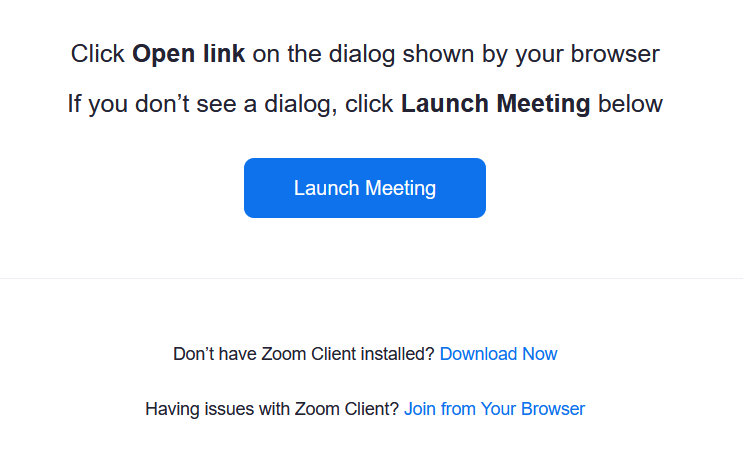 Click Open link on the dialog shown by your browser
If you don’t see a dialog, click Launch Meeting below
Launch Meeting
Don’t have Zoom Client installed? Download Now
Having issues with Zoom Client? Join from Your Browser